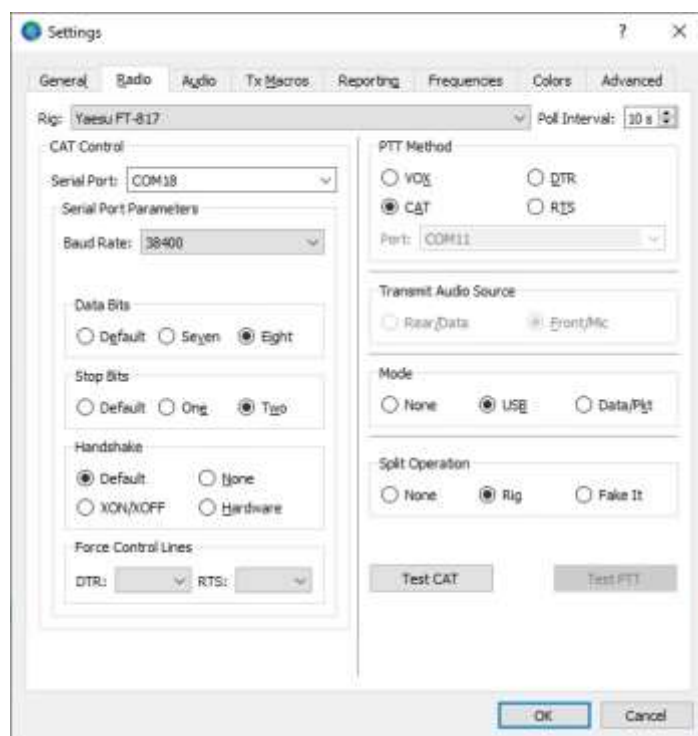 Settings
? ×
General Radio Audio Tx Macros Reporting Frequencies Colors Advanced
Rig: Yaesu FT-817 Poll Interval: 10 s
CAT Control
Serial Port: COM18
Serial Port Parameters
Baud Rate: 38400
Data Bits
Default Seven Eight
Stop Bits
Default One Two
Handshake
Default None
XON/XOFF Hardware
Force Control Lines
DTR: RTS:
PTT Method
VOX DTR
CAT RTS
Port: COM11
Transmit Audio Source
Rear/Data Front/Mic
Mode
None USB Data/Pkt
Split Operation
None Rig Fake It
Test CAT Test PTT
OK Cancel